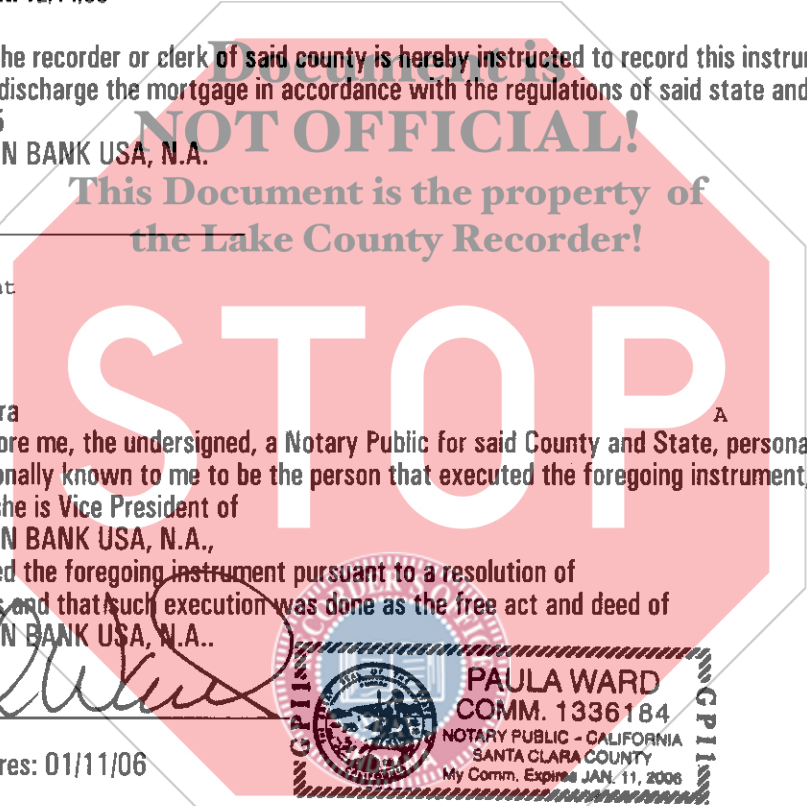 he recorder or clerk of said county is hereby instructed to record this instru
discharge the mortgage in accordance with the regulations of said state and
Document is
NOT OFFICIAL!
This Document is the property of
the Lake County Recorder!
N BANK USA, N.A.
STOP
ra
A
ore me, the undersigned, a Notary Public for said County and State, persona
onally known to me to be the person that executed the foregoing instrument,
he is Vice President of
N BANK USA, N.A.,
ed the foregoing instrument pursuant to a resolution of
s and that such execution was done as the free act and deed of
N BANK USA, N.A..
RECORDER'S OFFICE
PAULA WARD
COMM. 1336184
NOTARY PUBLIC - CALIFORNIA
SANTA CLARA COUNTY
My Comm. Expires JAN. 11, 2006
GPI1
GPI1
res: 01/11/06